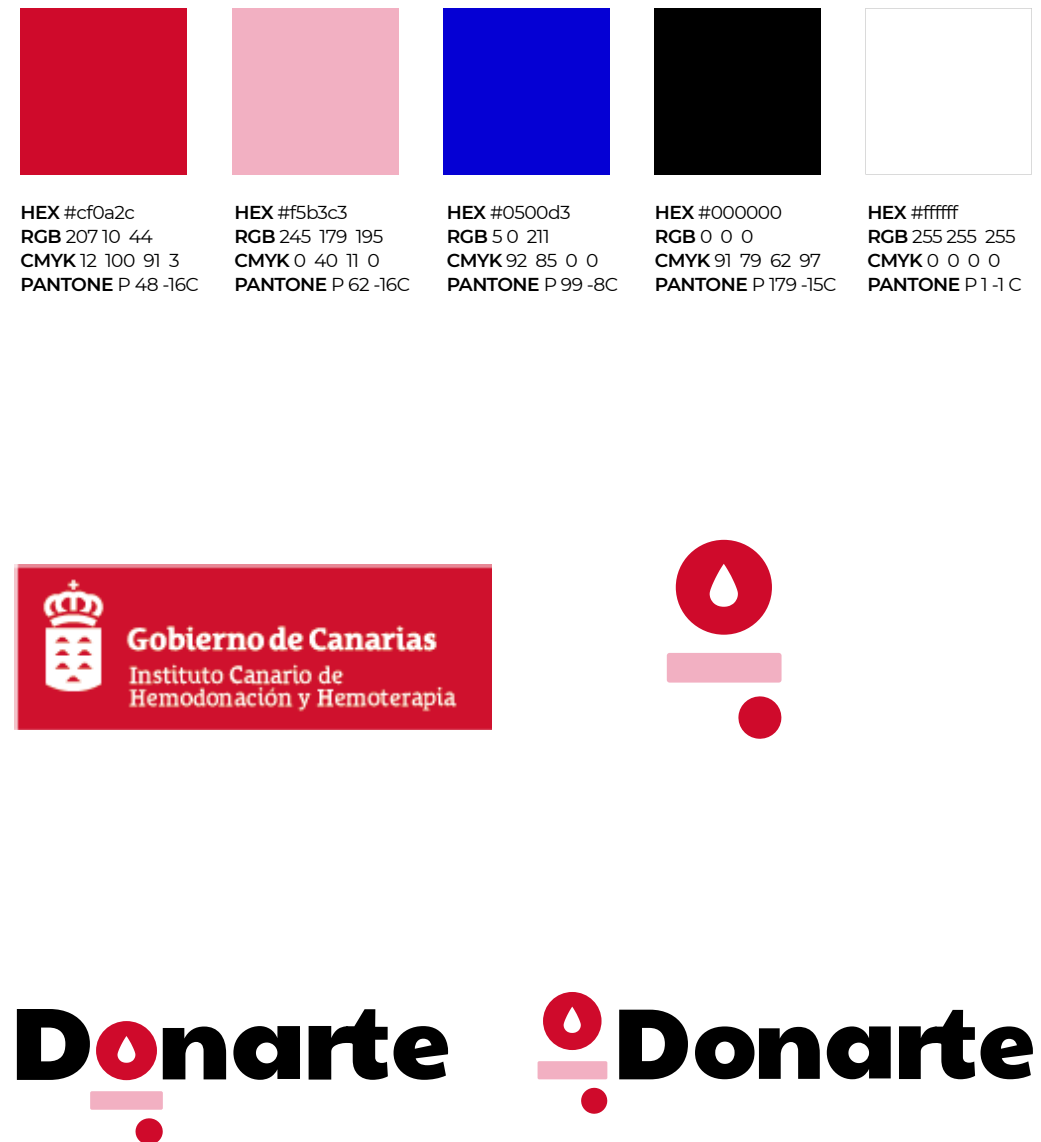 HEX #cf0a2c
RGB 207 10 44
CMYK 12 100 91 3
PANTONE P 48 -16C
HEX #f5b3c3
RGB 245 179 195
CMYK 0 40 11 0
PANTONE P 62 -16C
HEX #0500d3
RGB 5 0 211
CMYK 92 85 0 0
PANTONE P 99 -8C
HEX #000000
RGB 0 0 0
CMYK 91 79 62 97
PANTONE P 179 -15C
HEX #ffffff
RGB 255 255 255
CMYK 0 0 0 0
PANTONE P 1 -1 C
Gobierno de Canarias
Instituto Canario de
Hemodonación y Hemoterapia
Donarte
Donarte